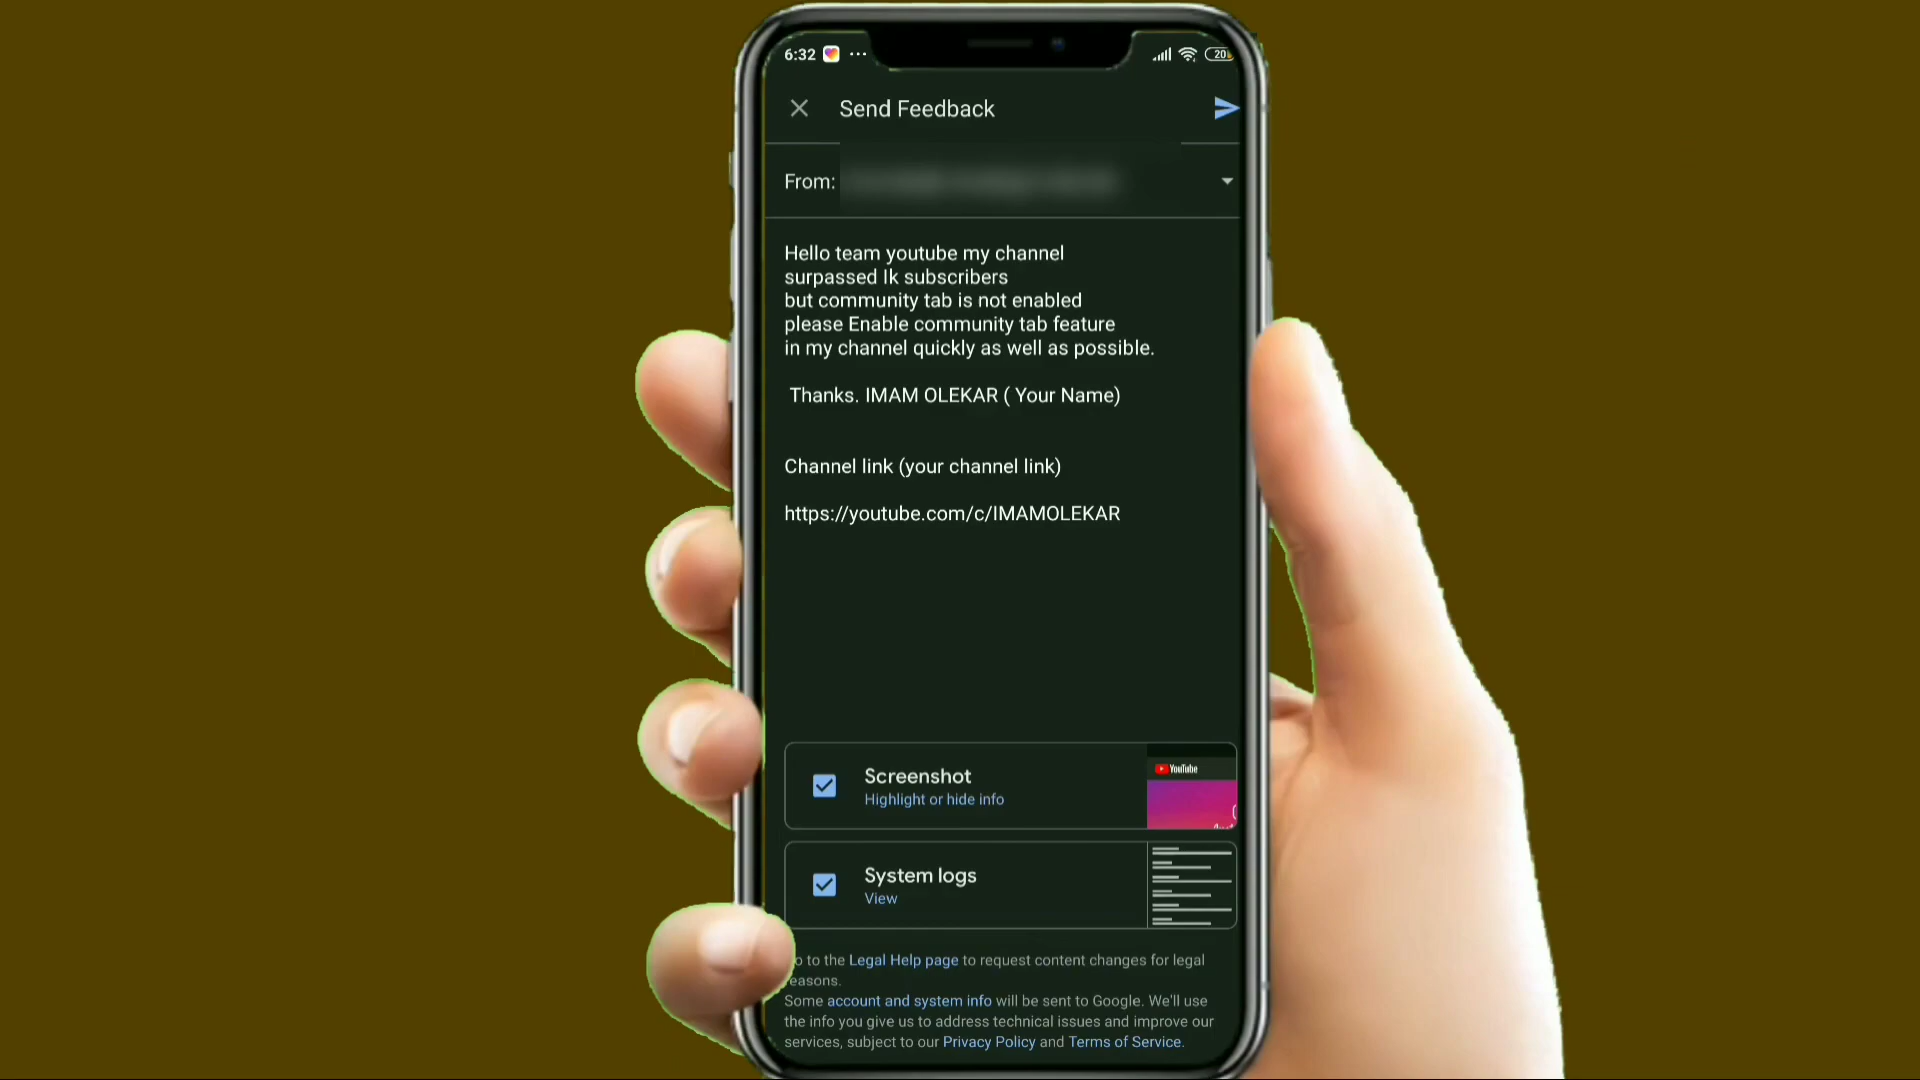 6:32
20
Send Feedback
From:
Hello team youtube my channel
surpassed Ik subscribers
but community tab is not enabled
please Enable community tab feature
in my channel quickly as well as possible.
Thanks. IMAM OLEKAR ( Your Name)
Channel link (your channel link)
https://youtube.com/c/IMAMOLEKAR
Screenshot
Highlight or hide info
YouTube
System logs
View
to the Legal Help page to request content changes for legal
Some account and system info will be sent to Google. We'll use
the info you give us to address technical issues and improve our
services, subject to our Privacy Policy and Terms of Service.